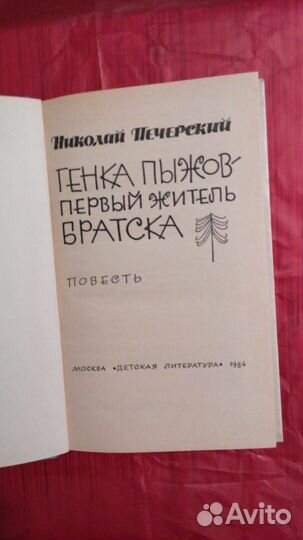 Николай Печерский
ГЕНКА ПЫЖОВ-
ПЕРВЫЙ ЖИТЕЛЬ
БРАТСКА
ПОВЕСТЬ
МОСКВА «ДЕТСКАЯ ЛИТЕРАТУРА» 1984
Avito